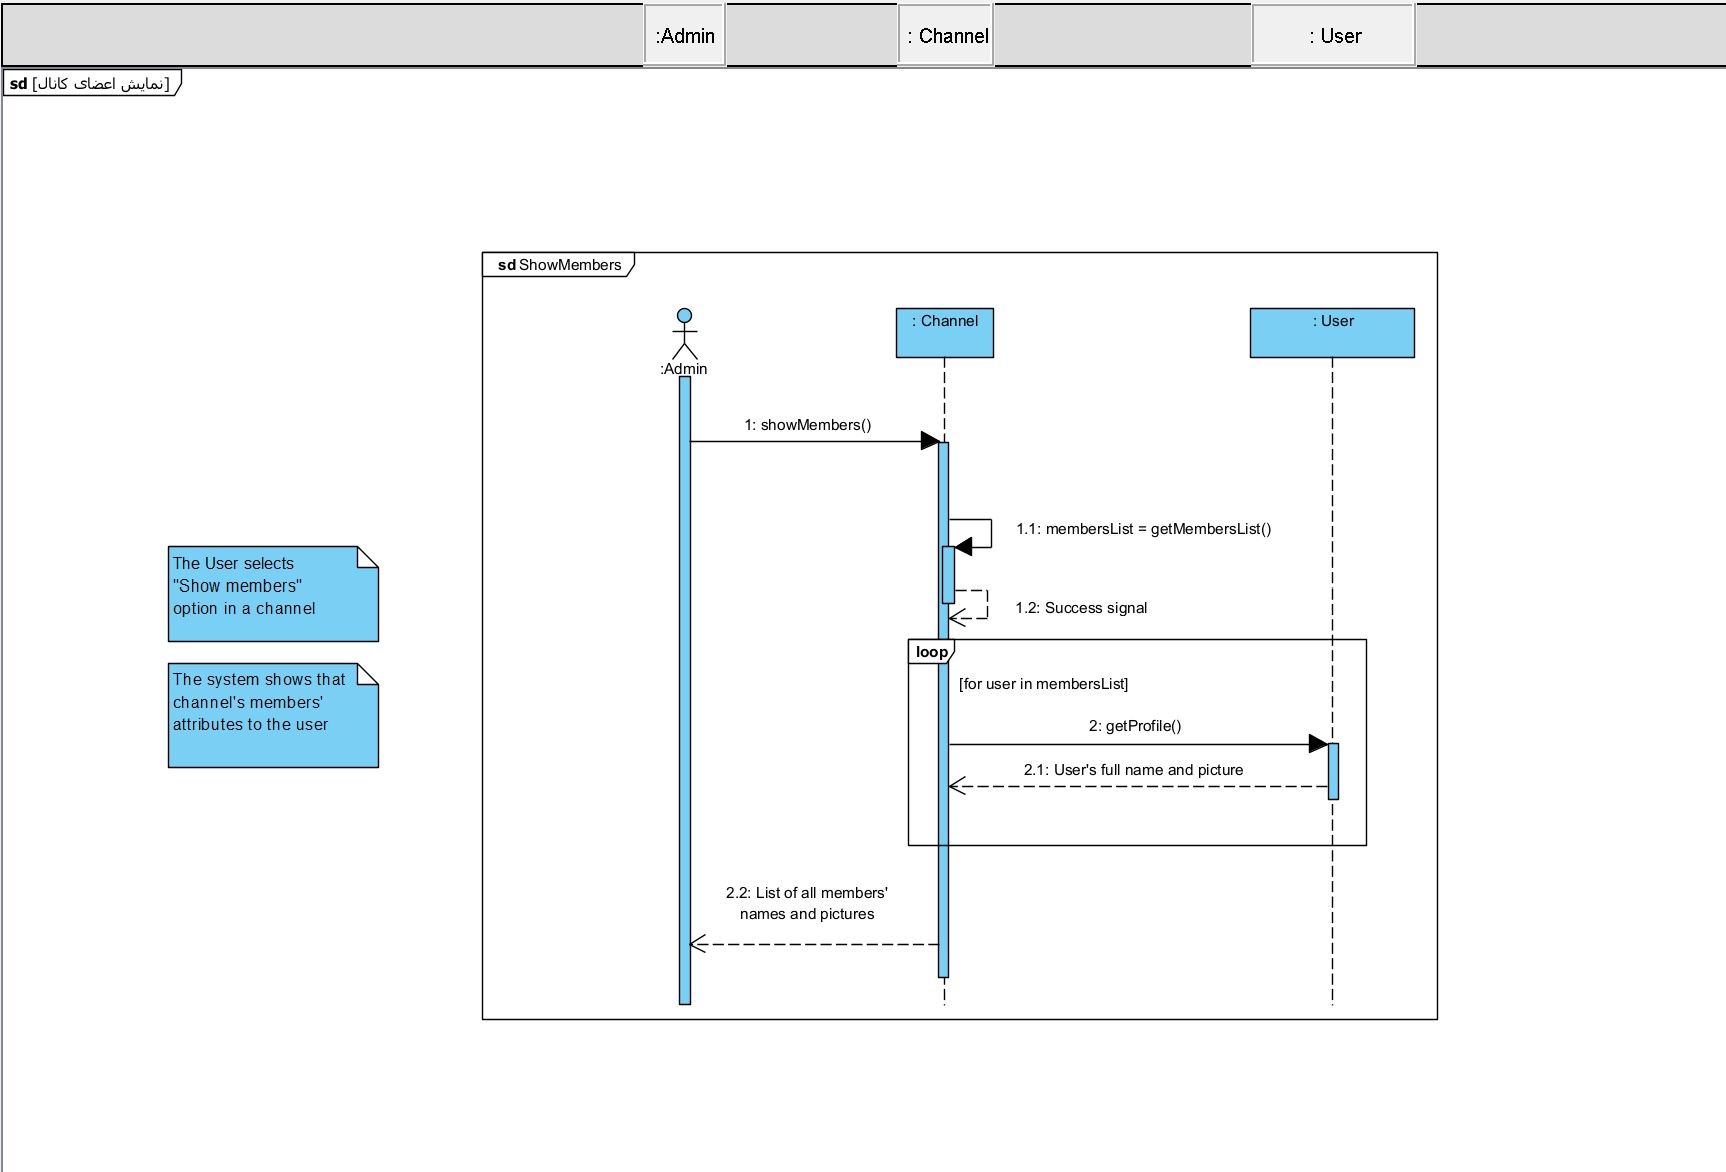 :Admin
: Channel
: User
sd [نمایش اعضای کانال]
sd ShowMembers
:Admin
: Channel
: User
1: showMembers()
1.1: membersList = getMembersList()
1.2: Success signal
The User selects
"Show members"
option in a channel
The system shows that
channel's members'
attributes to the user
loop
[for user in membersList]
2: getProfile()
2.1: User's full name and picture
2.2: List of all members'
names and pictures